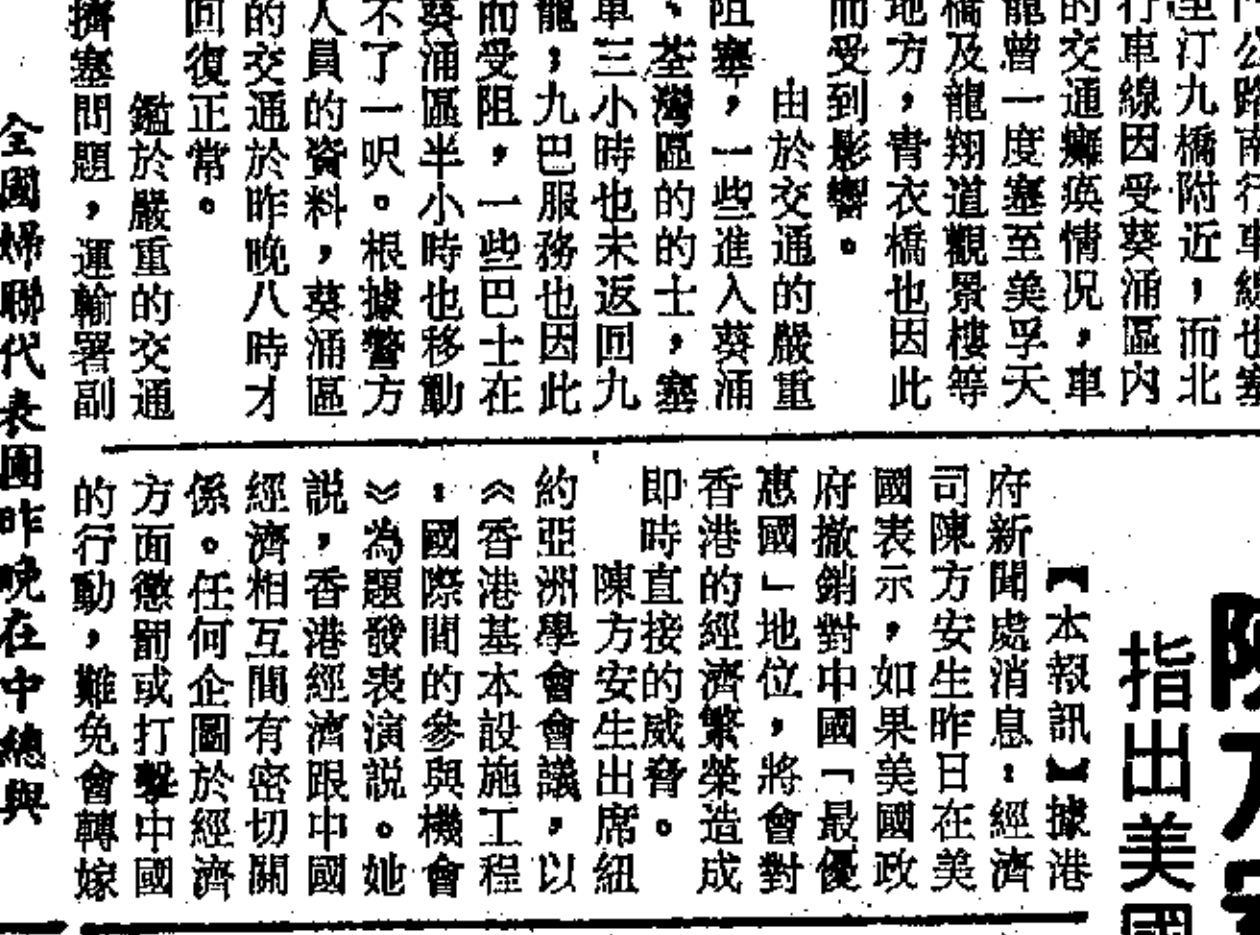 公路南行車線也塞
至汀九橋附近，而北
行車線因受葵涌區內
的交通癱瘓情況，車
龍曾一度塞至美孚天
橋及龍翔道觀景樓等
地方，青衣橋也因此
而受到影響。
由於交通的嚴重
阻塞，一些進入葵涌
、荃灣區的的士，塞
車三小時也未返回九
龍；九巴服務也因此
而受阻，一些巴士在
葵涌區半小時也移動
不了一呎。根據警方
人員的資料，葵涌區
的交通於昨晚八時才
回復正常。
鑑於嚴重的交通
擠塞問題，運輸署副
指出美國
【本報訊】據港
府新聞處消息：經濟
司陳方安生昨日在美
國表示，如果美國政
府撤銷對中國「最優
惠國」地位，將會對
香港的經濟繁榮造成
即時直接的威脅。
陳方安生出席紐
約亞洲學會會議，以
《香港基本設施工程
：國際間的參與機會
》為題發表演説。她
説，香港經濟跟中國
經濟相互間有密切關
係。任何企圖於經濟
方面懲罰或打擊中國
的行動，難免會轉嫁
全國婦聯代表團昨晚在中總與